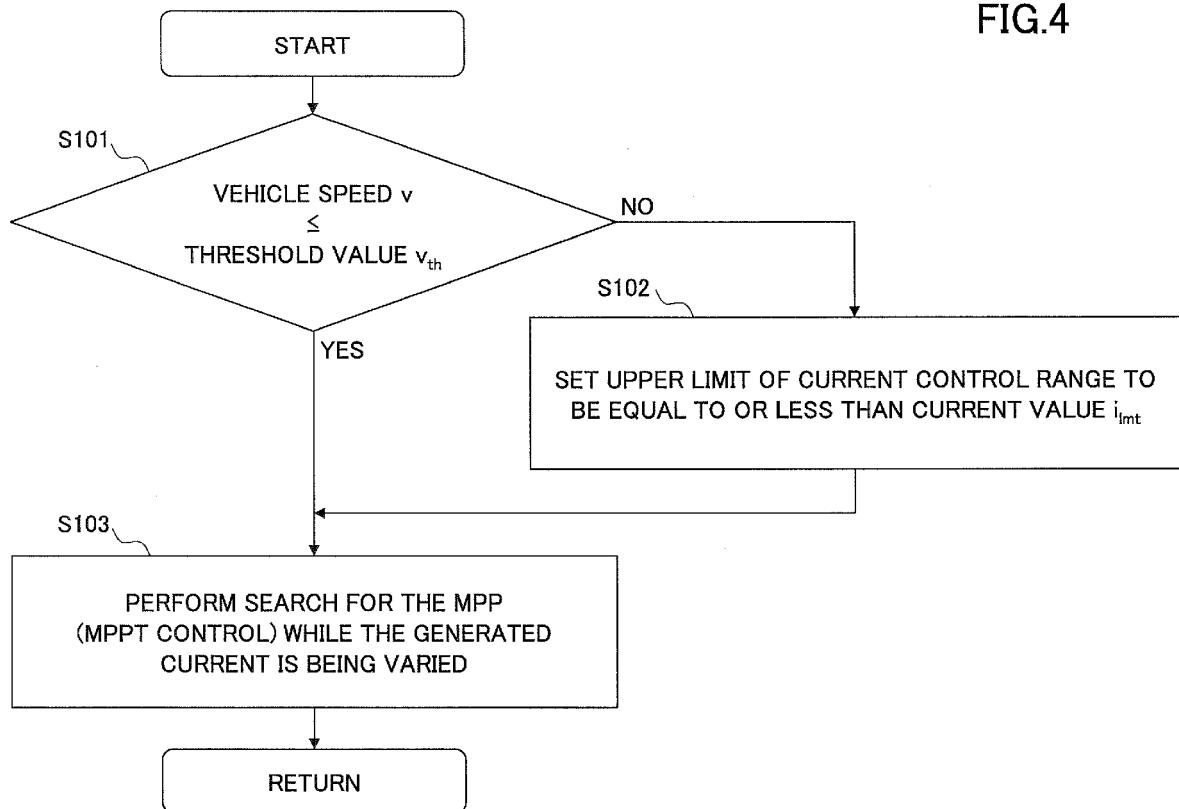 FIG.4
START
S101
VEHICLE SPEED v
≤
THRESHOLD VALUE vth
NO
YES
S102
SET UPPER LIMIT OF CURRENT CONTROL RANGE TO
BE EQUAL TO OR LESS THAN CURRENT VALUE ilmt
S103
PERFORM SEARCH FOR THE MPP
(MPPT CONTROL) WHILE THE GENERATED
CURRENT IS BEING VARIED
RETURN